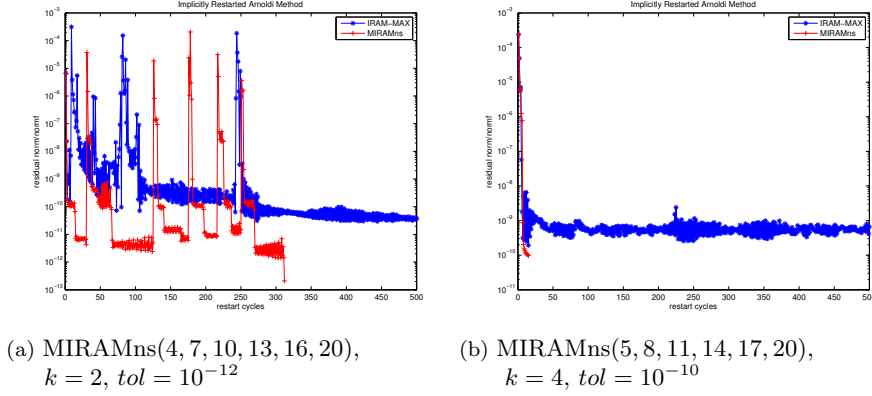 Implicitly Restarted Arnoldi Method
10⁻³
10⁻⁴
10⁻⁵
10⁻⁶
10⁻⁷
10⁻⁸
10⁻⁹
10⁻¹⁰
10⁻¹¹
10⁻¹²
10⁻¹³
residual norm/normf
IRAM-MAX
MIRAMns
0 50 100 150 200 250 300 350 400 450 500
restart cycles
(a) MIRAMns(4, 7, 10, 13, 16, 20),
k = 2, tol = 10⁻¹²
Implicitly Restarted Arnoldi Method
10⁻³
10⁻⁴
10⁻⁵
10⁻⁶
10⁻⁷
10⁻⁸
10⁻⁹
10⁻¹⁰
10⁻¹¹
residual norm/normf
IRAM-MAX
MIRAMns
0 50 100 150 200 250 300 350 400 450 500
restart cycles
(b) MIRAMns(5, 8, 11, 14, 17, 20),
k = 4, tol = 10⁻¹⁰